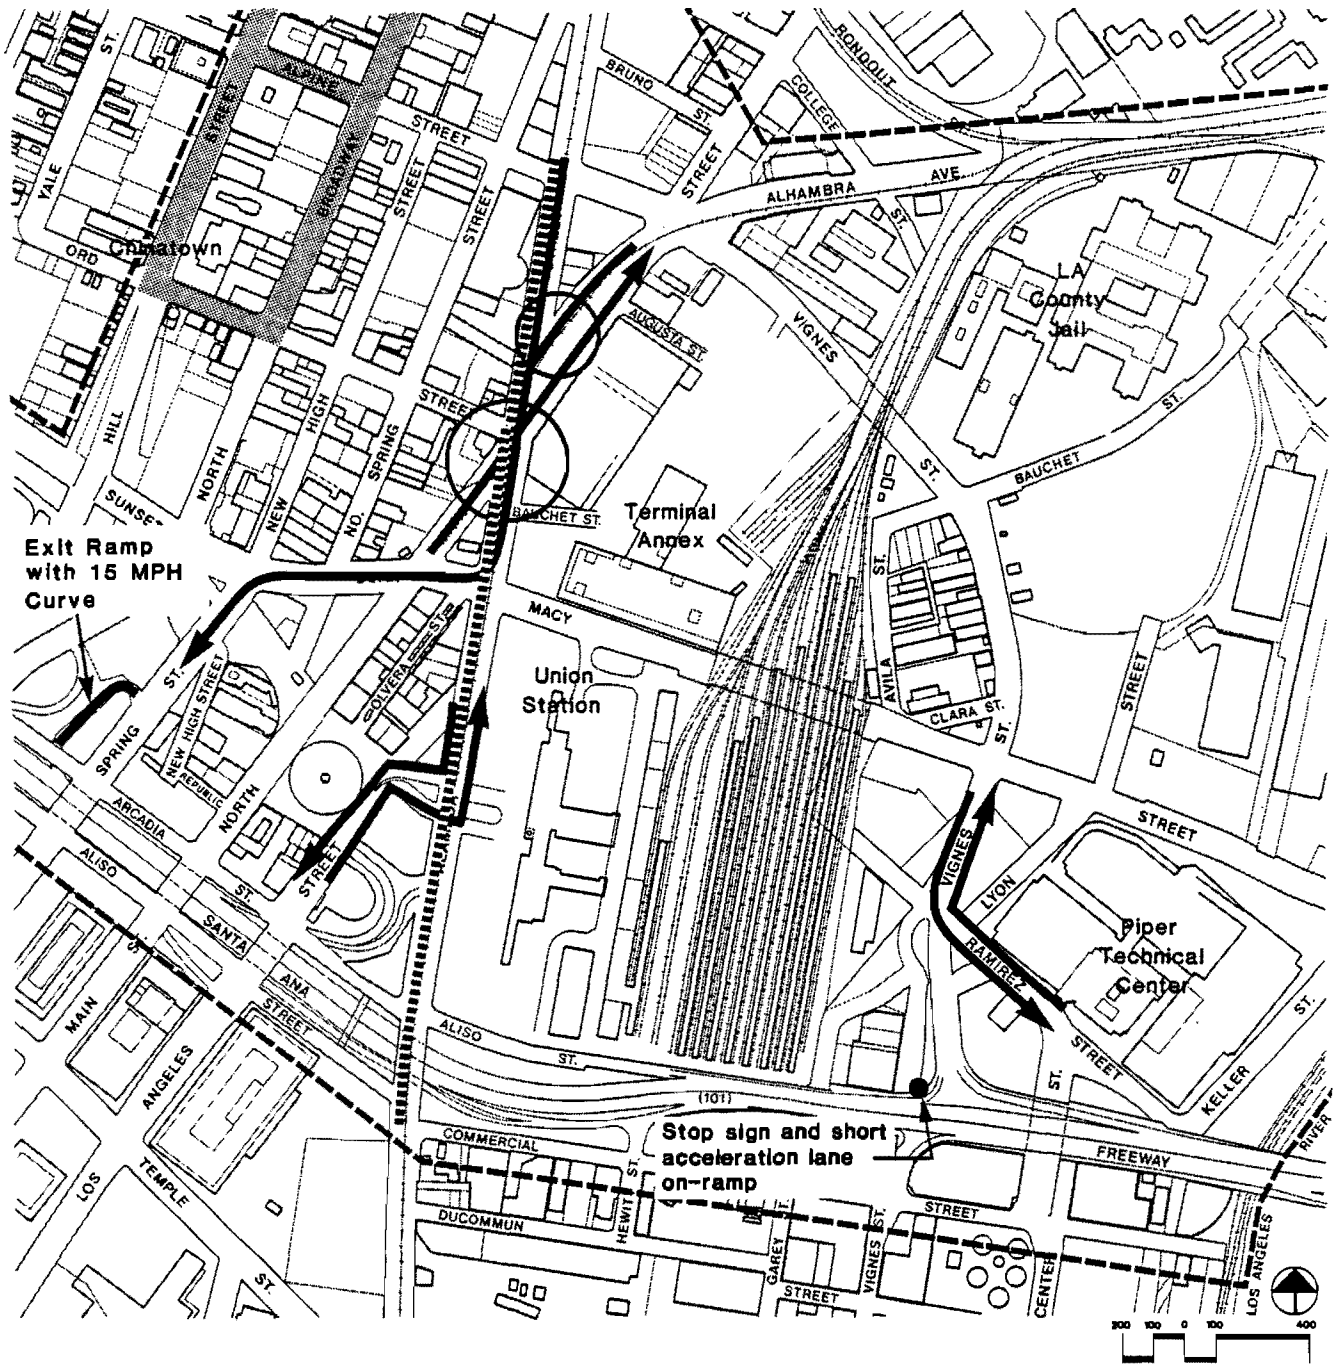 RONDOUT
ST.
ALPINE
BRUNO
ST.
COLLEGE
STREET
BROADWAY
STREET
STREET
STREET
STREET
YALE
ALHAMBRA
AVE.
ST.
ORD
Chinatown
LA
County
Jail
AUGUSTA ST.
VIGNES
STREET
HIGH
HILL
SPRING
NORTH
ST.
ST.
BAUCHET
NEW
NO.
SUNSET
BAUCHET ST.
Terminal
Annex
Exit Ramp
with 15 MPH
Curve
ST.
MACY
OLVERA ST.
ST.
NEW HIGH STREET
Union
Station
AVILA
STREET
CLARA ST.
ST.
SPRING
REPUBLIC
NORTH
ARCADIA
STREET
ALISO
VIGNES
LYON
STREET
ST.
SANTA
Piper
Technical
Center
RAMIREZ
ST.
ANA
STREET
ST.
MAIN
ALISO
ST.
STREET
ANGELES
ST.
KELLER
(101)
RIVER
COMMERCIAL
Stop sign and short
acceleration lane
on-ramp
FREEWAY
ST.
TEMPLE
LOS
HEWITT
DUCOMMUN
ST.
ST.
STREET
GAREY
VIGNES
CENTER
LOS ANGELES
ST.
STREET
200 100 0 100 400